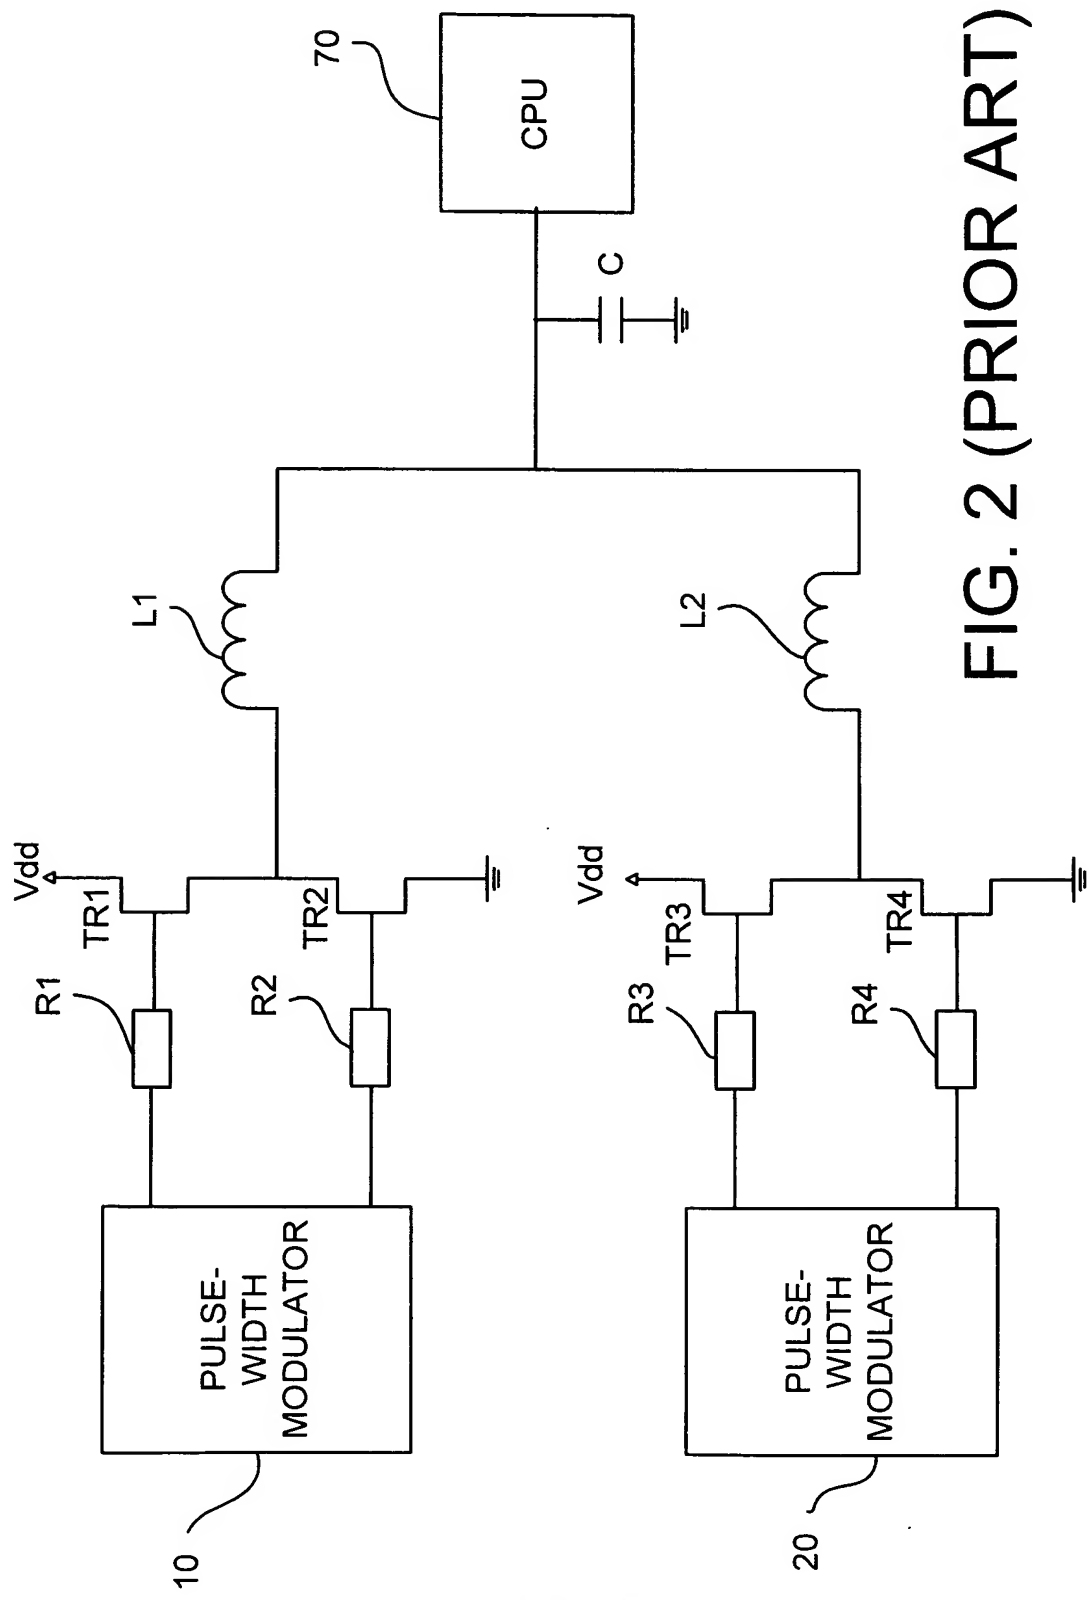 Vdd
TR1
R1
R2
TR2
PULSE-
WIDTH
MODULATOR
10
L1
70
CPU
C
Vdd
TR3
R3
R4
TR4
PULSE-
WIDTH
MODULATOR
20
L2
FIG. 2 (PRIOR ART)